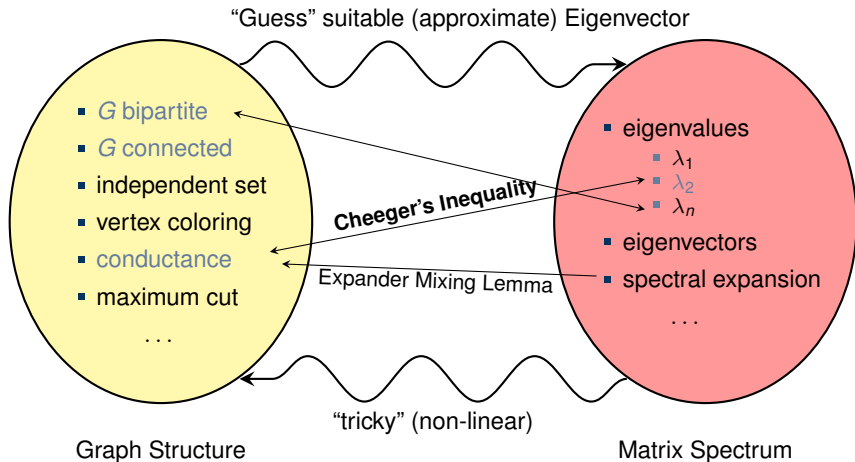 “Guess” suitable (approximate) Eigenvector
G bipartite
G connected
independent set
vertex coloring
conductance
maximum cut
. . .
Cheeger’s Inequality
Expander Mixing Lemma
eigenvalues
λ1
λ2
λn
eigenvectors
spectral expansion
. . .
“tricky” (non-linear)
Graph Structure
Matrix Spectrum